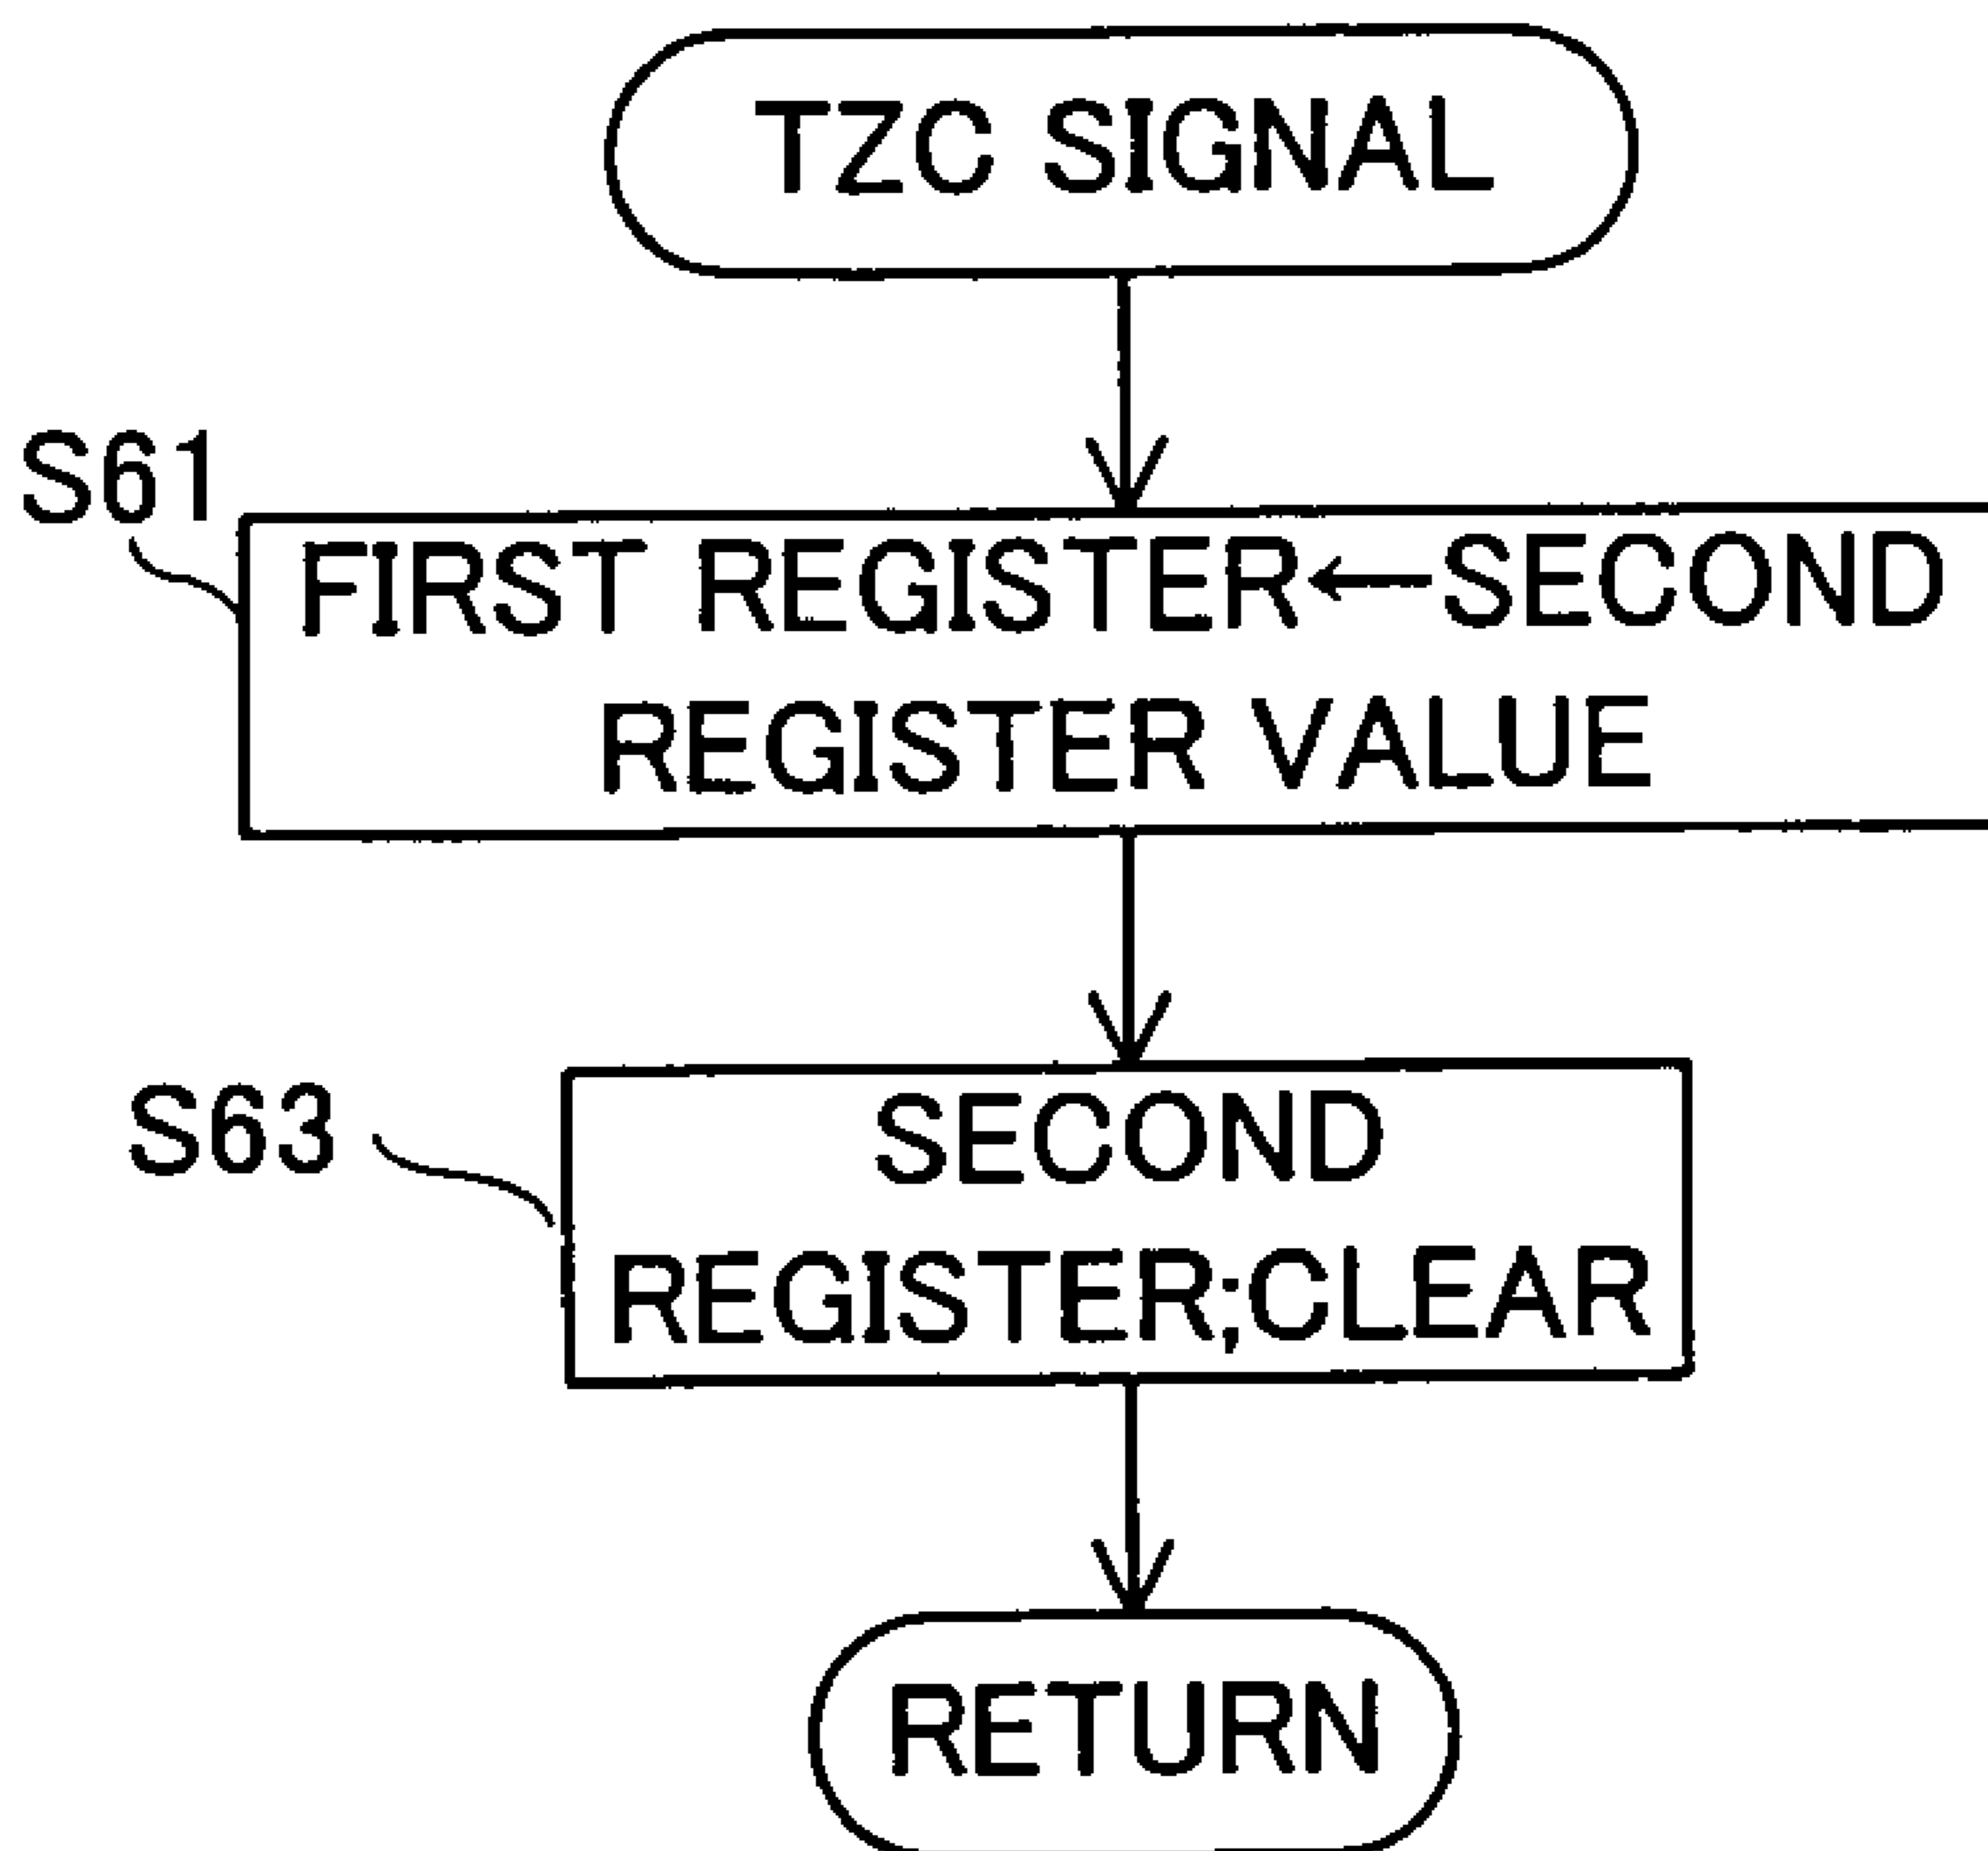 TZC SIGNAL
S61
FIRST REGISTER←SECOND
REGISTER VALUE
S63
SECOND
REGISTER;CLEAR
RETURN